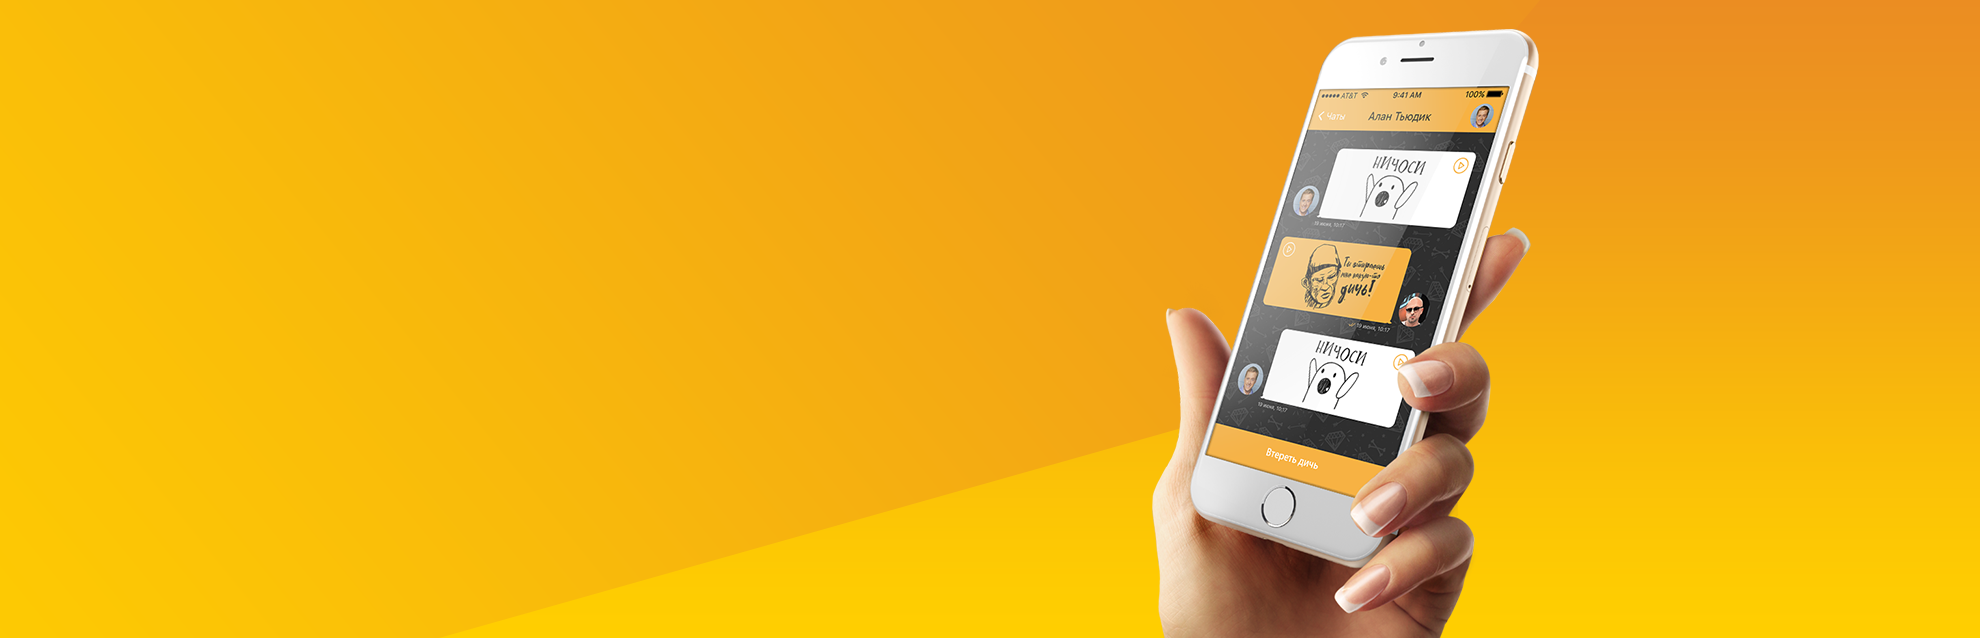 AT&T 9:41 AM 100%
Чаты Алан Тьюдик
НИЧОСИ
19 июня, 10:17
Ты втираешь
мне какую-то
дичь!
19 июня, 10:17
НИЧОСИ
19 июня, 10:17
Втереть дичь